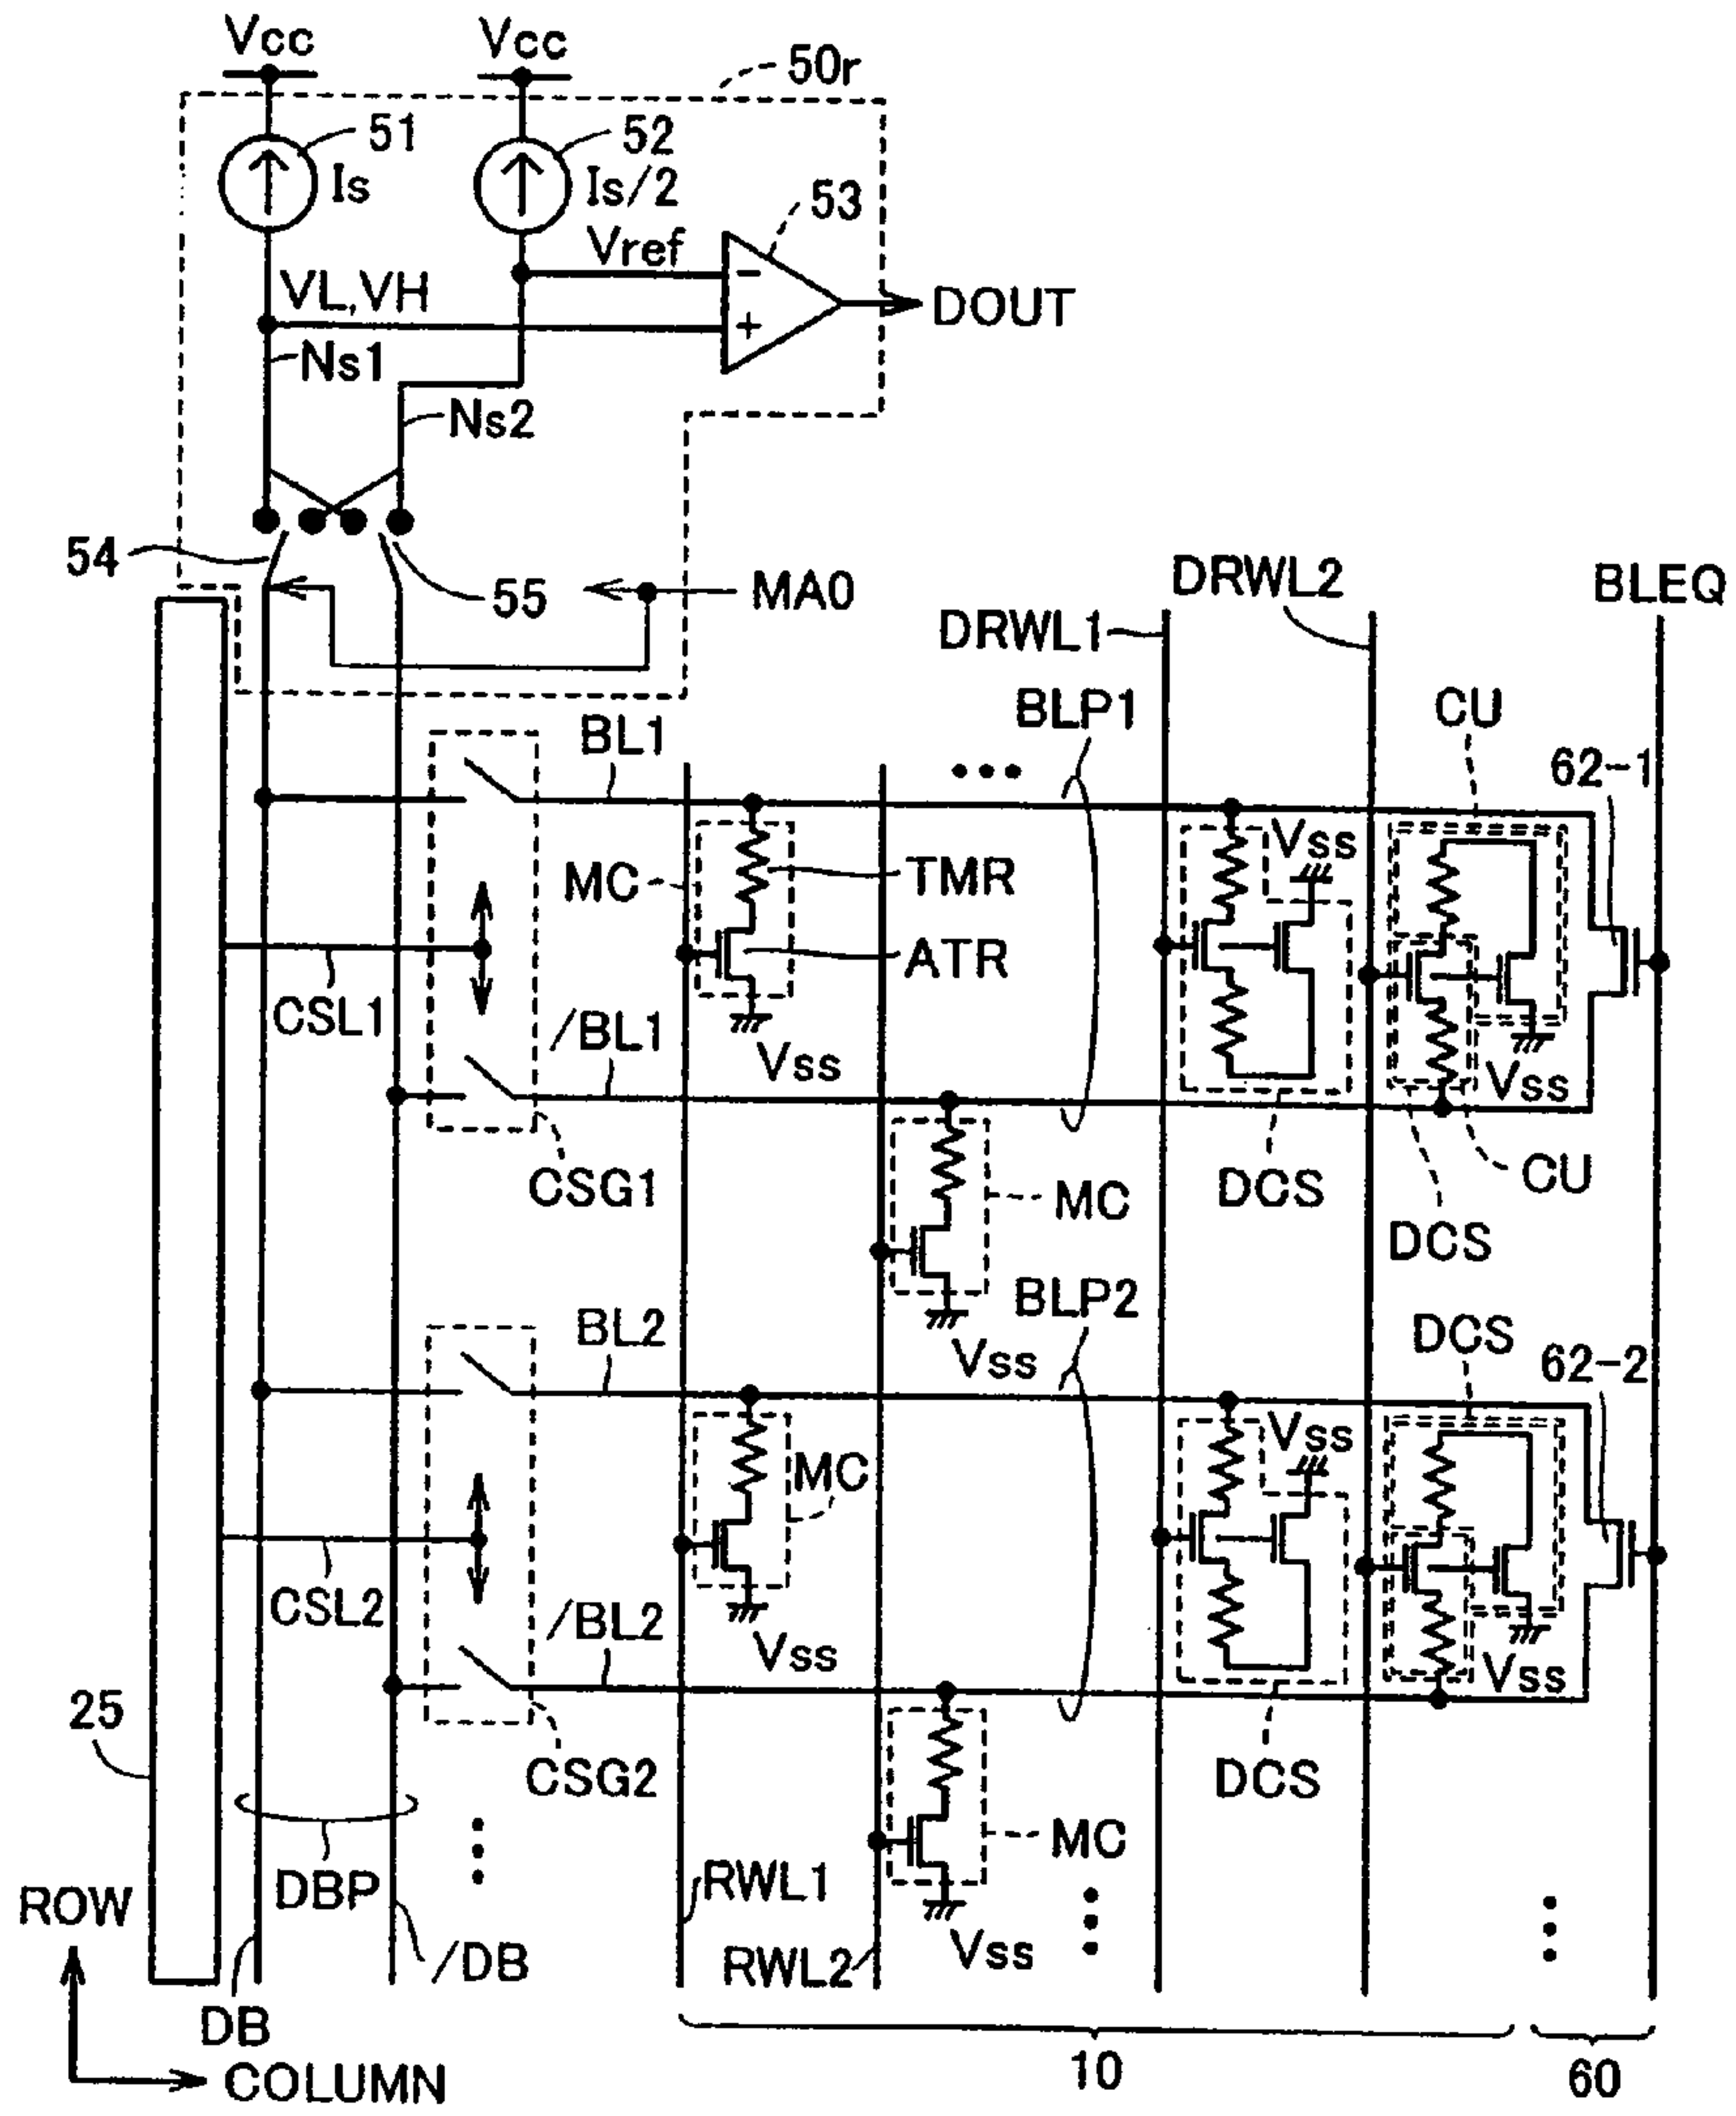 Vcc
Vcc
50r
51
52
Is
Is/2
53
Vref
VL,VH
−
+
DOUT
Ns1
Ns2
54
55
MA0
DRWL2
BLEQ
DRWL1
BLP1
CU
BL1
62-1
Vss
MC
TMR
ATR
CSL1
/BL1
Vss
Vss
CSG1
MC
DCS
CU
DCS
BLP2
BL2
Vss
DCS
62-2
Vss
MC
CSL2
/BL2
Vss
Vss
25
CSG2
DCS
MC
DBP
RWL1
ROW
/DB
RWL2
Vss
DB
COLUMN
10
60